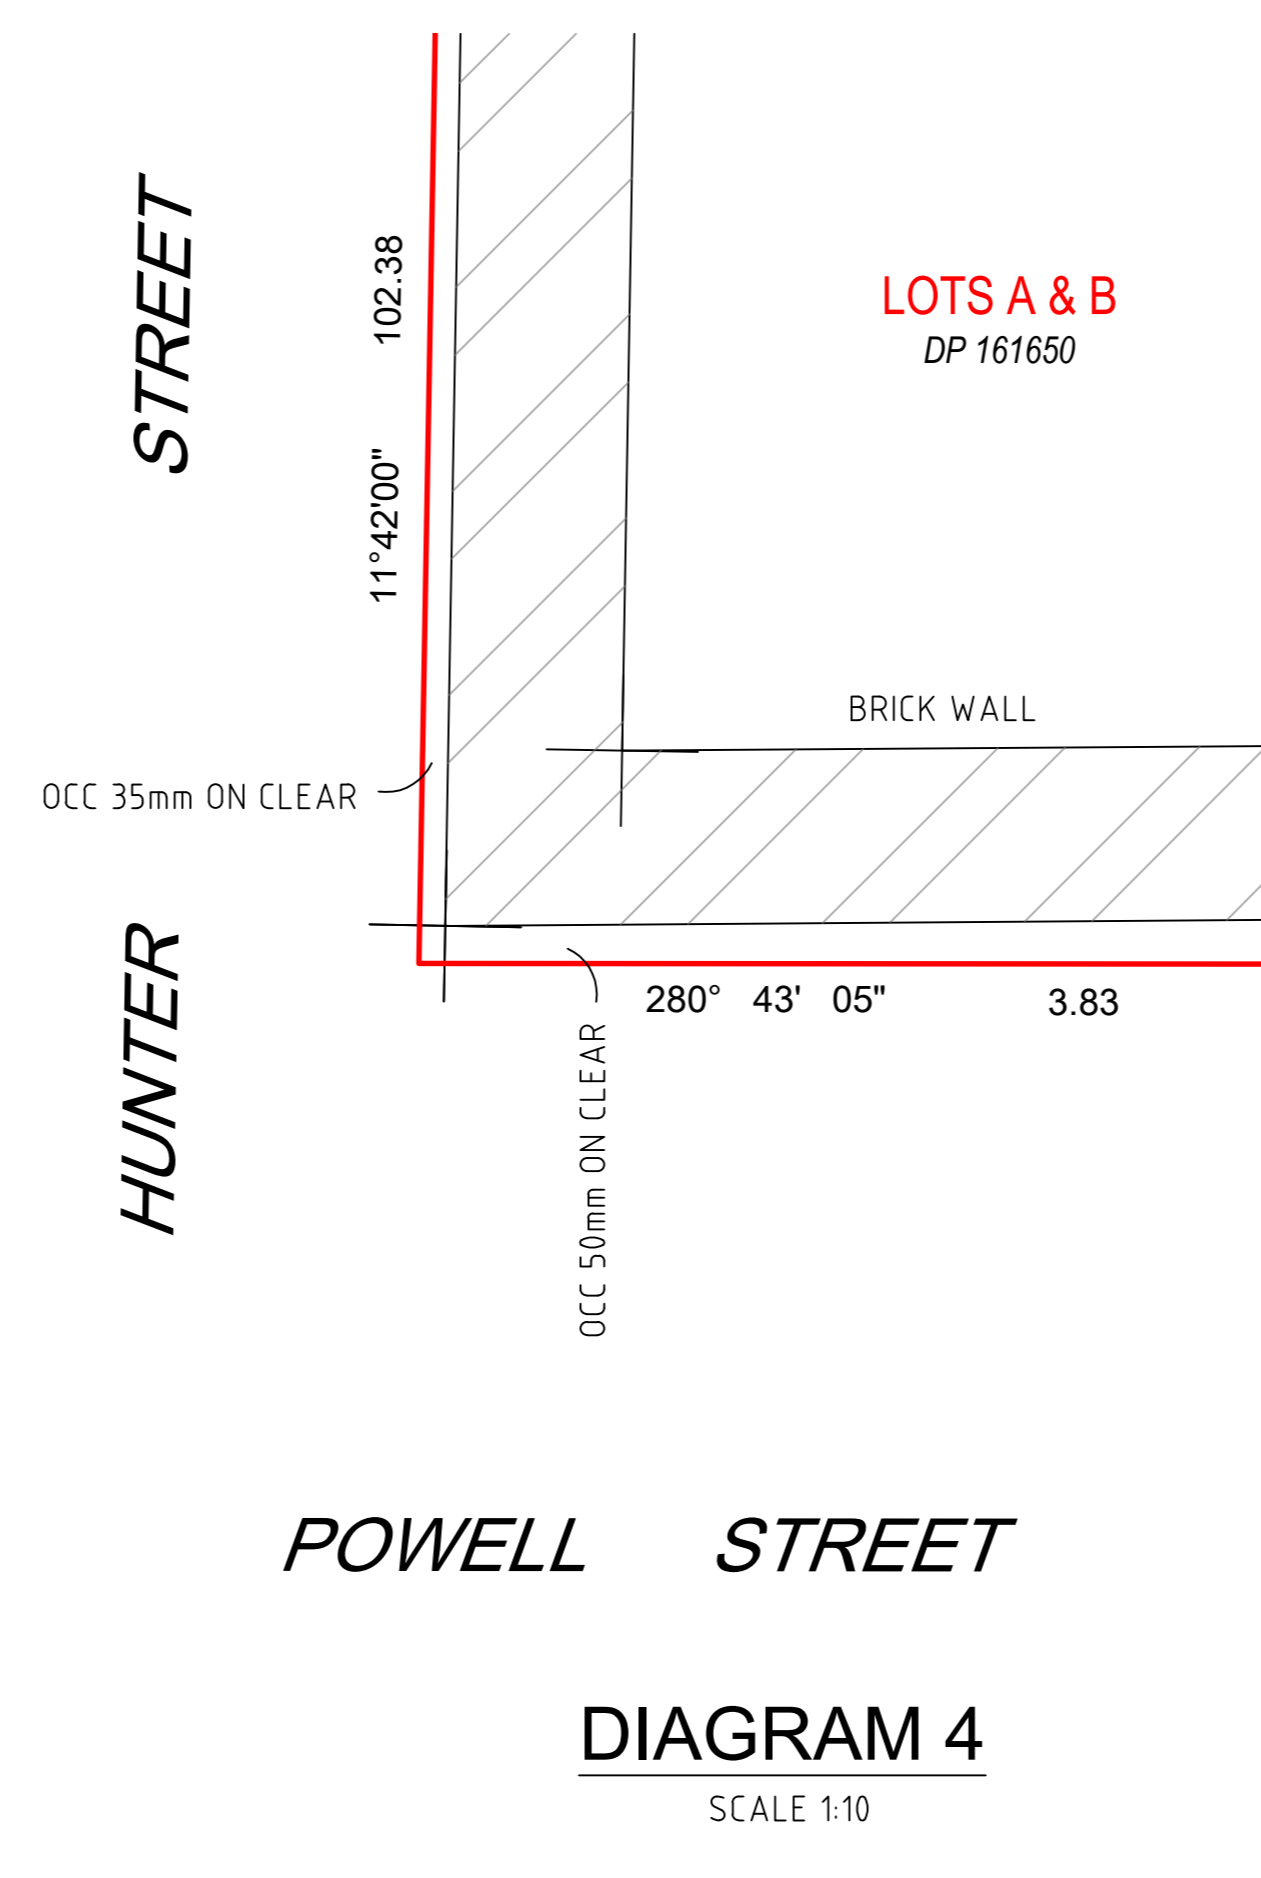 HUNTER STREET
11°42'00" 102.38
LOTS A & B
DP 161650
BRICK WALL
OCC 35mm ON CLEAR
280° 43' 05" 3.83
OCC 50mm ON CLEAR
POWELL STREET
DIAGRAM 4
SCALE 1:10